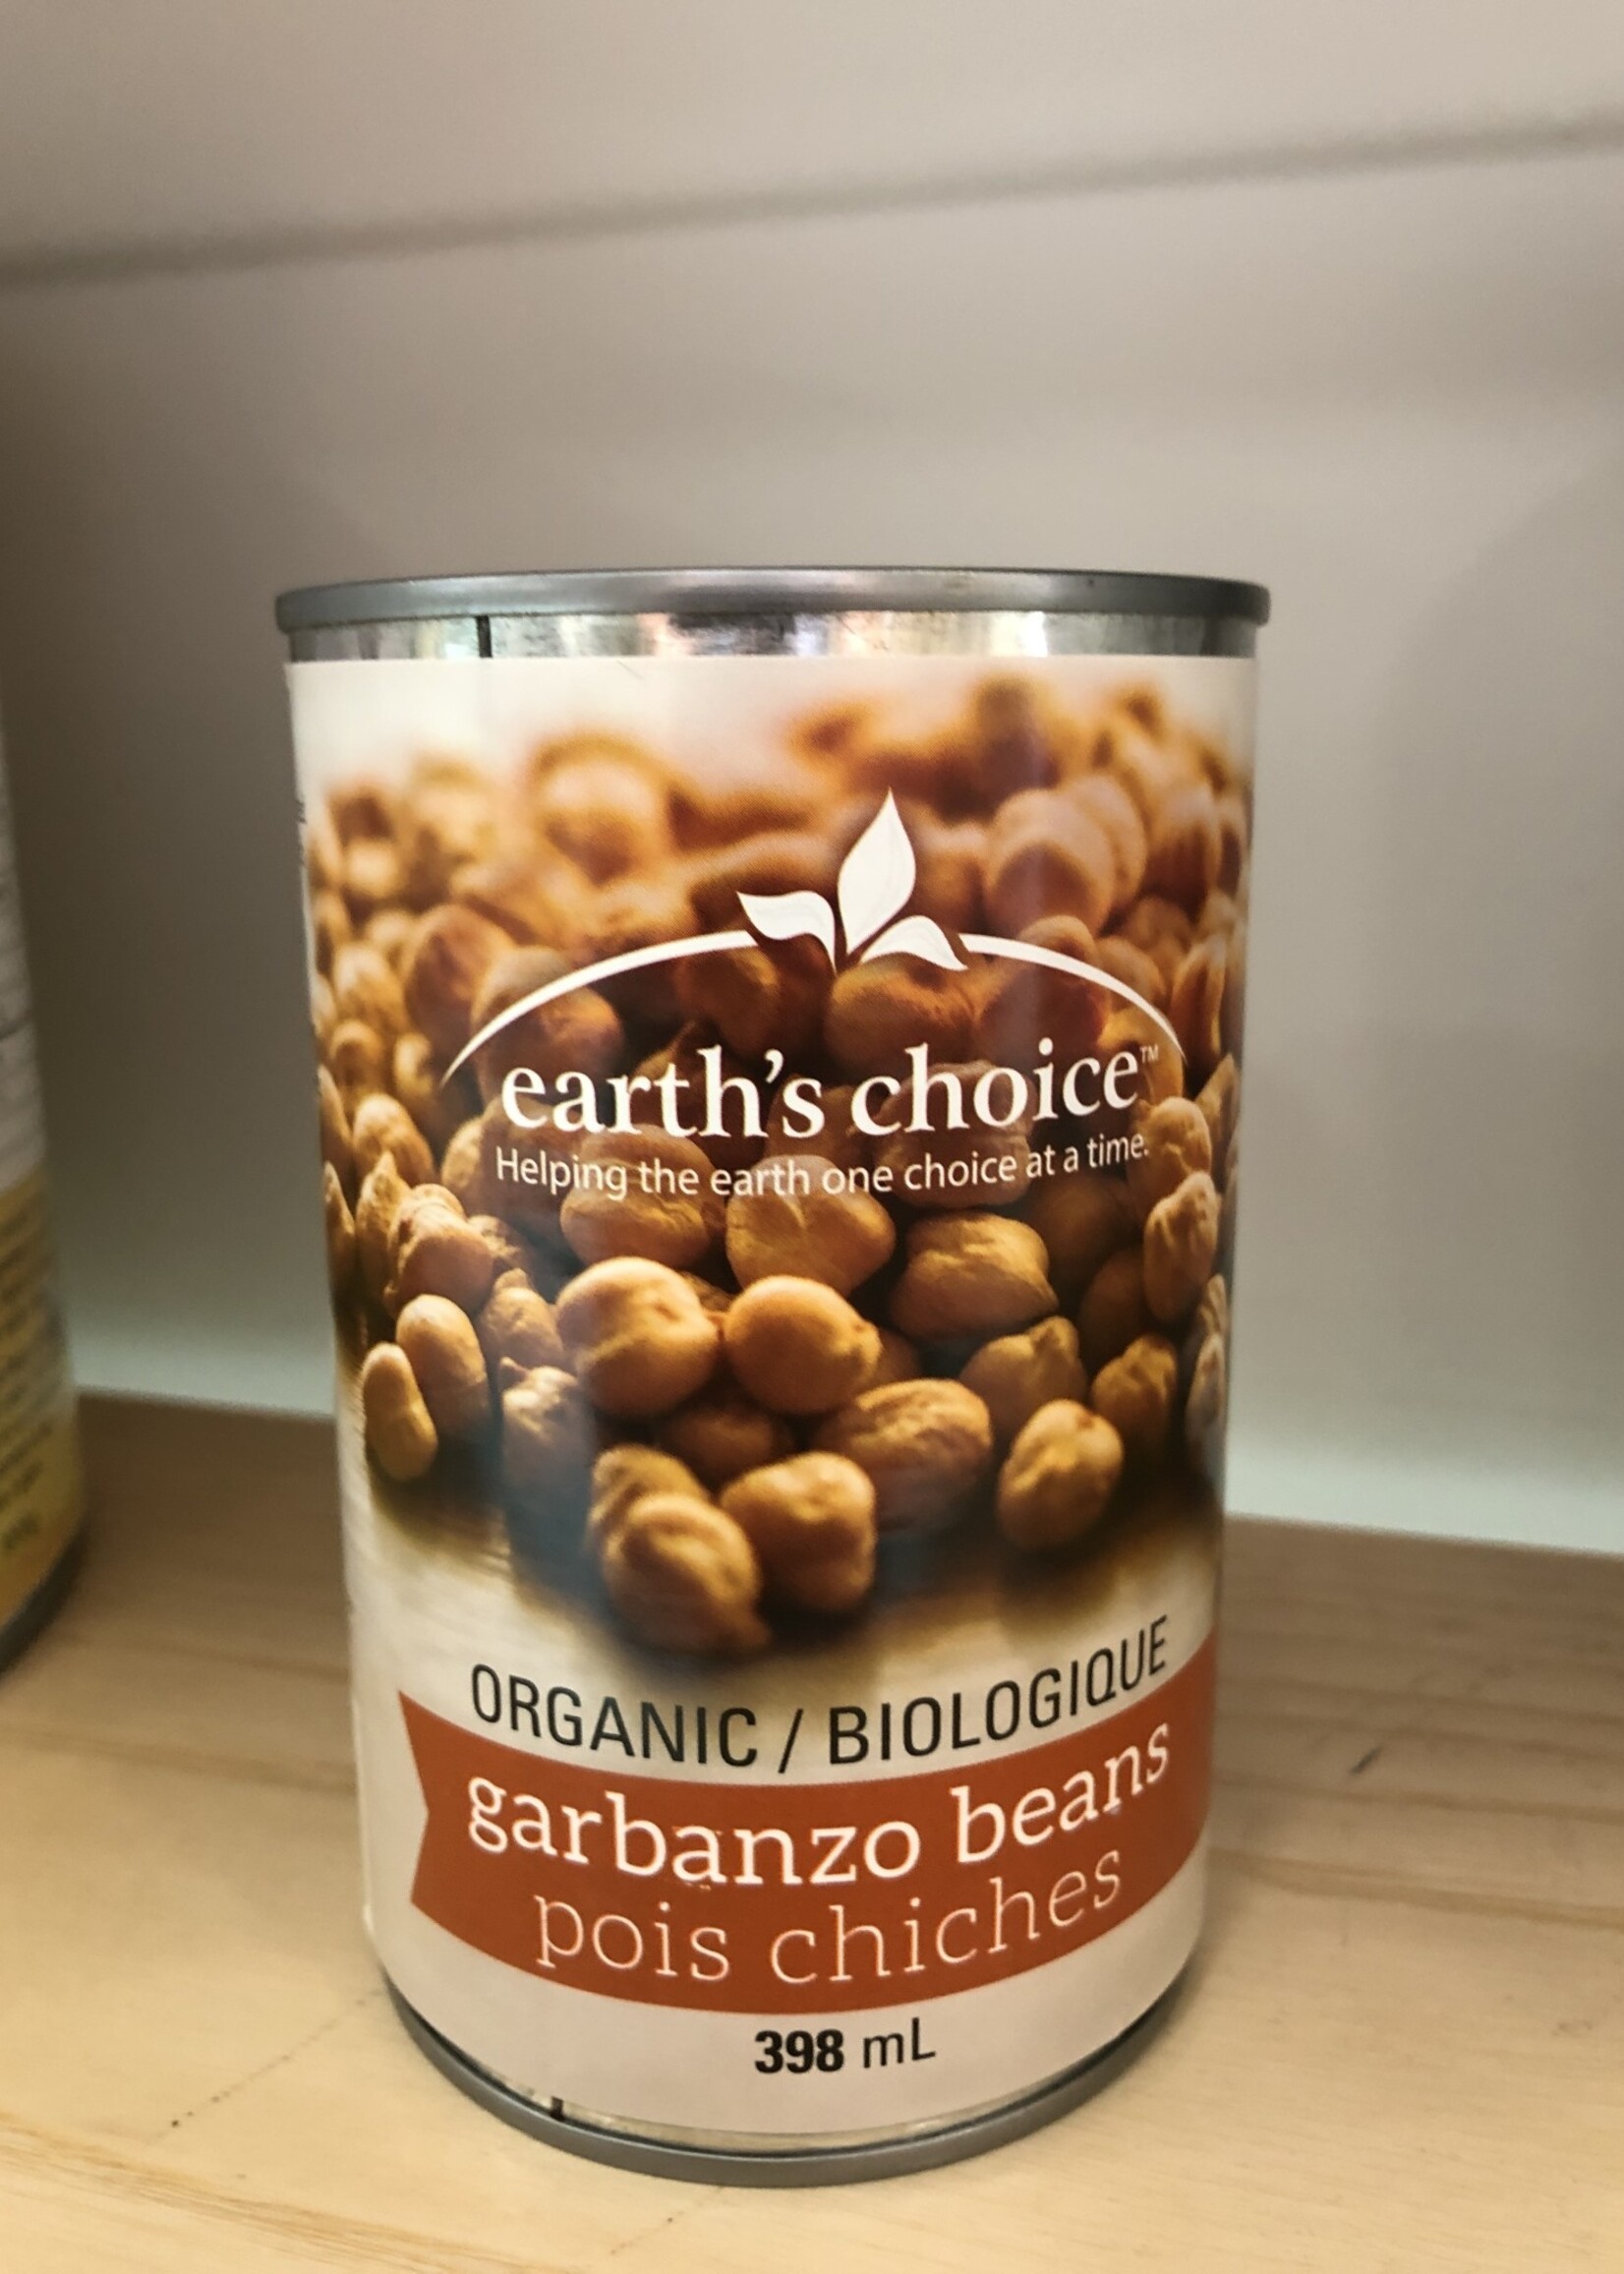 earth's choice™
Helping the earth one choice at a time.
ORGANIC / BIOLOGIQUE
garbanzo beans
pois chiches
398 mL